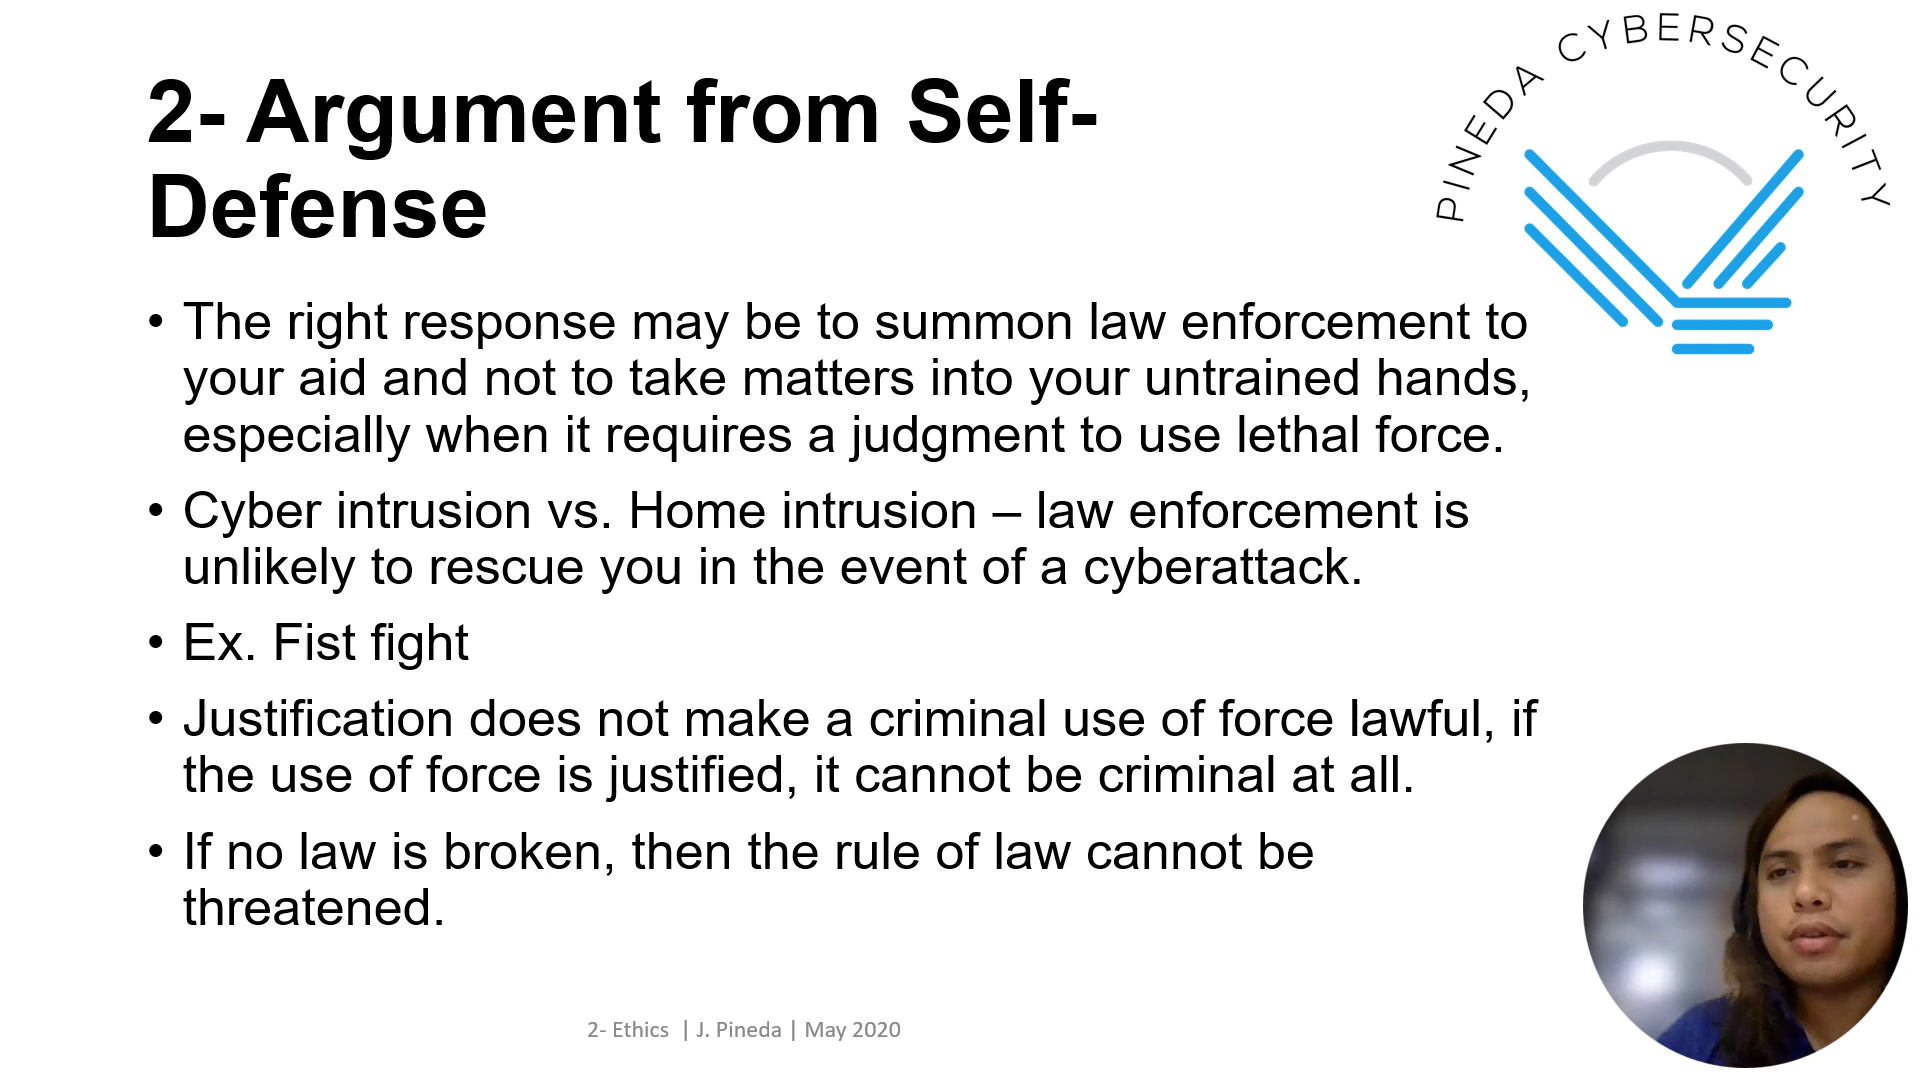 PINEDA CYBERSECURITY
2- Argument from Self-
Defense
• The right response may be to summon law enforcement to
your aid and not to take matters into your untrained hands,
especially when it requires a judgment to use lethal force.
• Cyber intrusion vs. Home intrusion – law enforcement is
unlikely to rescue you in the event of a cyberattack.
• Ex. Fist fight
• Justification does not make a criminal use of force lawful, if
the use of force is justified, it cannot be criminal at all.
• If no law is broken, then the rule of law cannot be
threatened.
2- Ethics | J. Pineda | May 2020